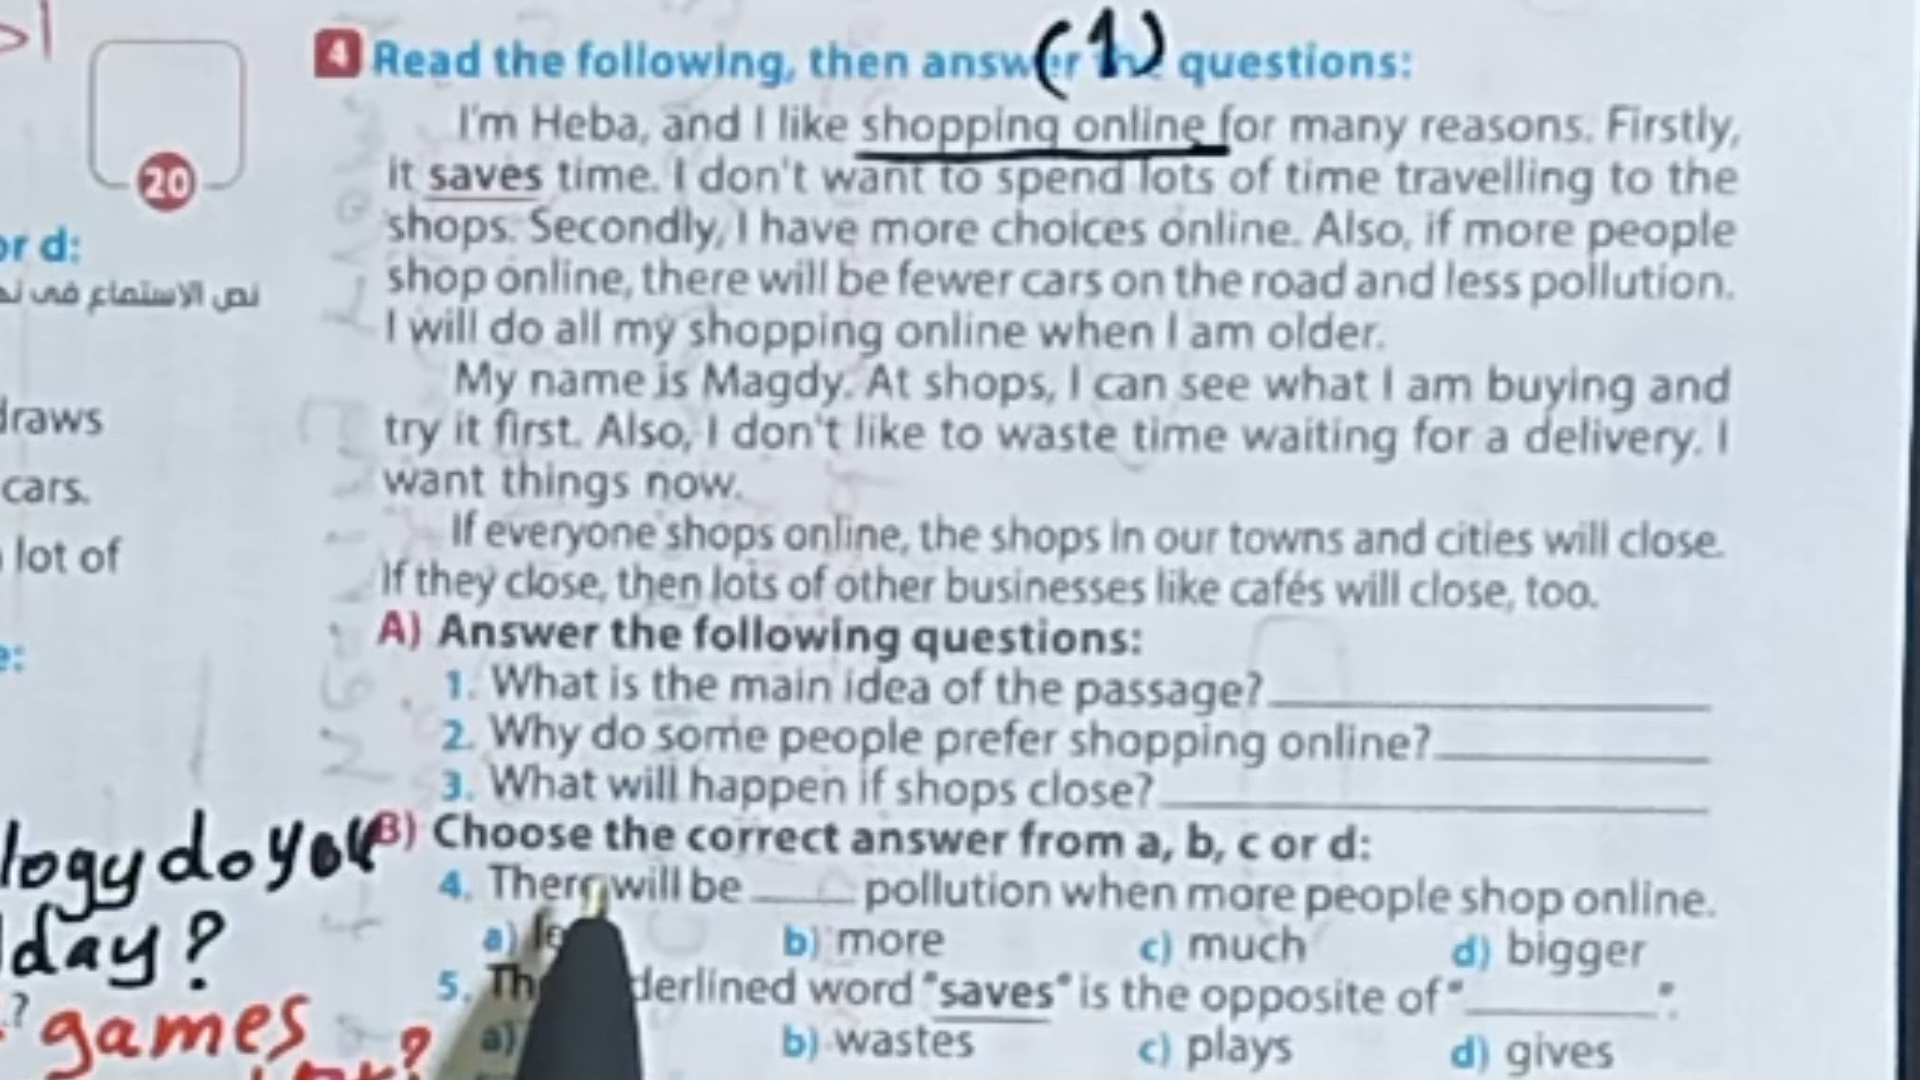 20
or d:
نص الاستماع فى
draws
cars.
lot of
e:
logy do you
day?
?
games
?
4 Read the following, then answer questions:
(1)
I'm Heba, and I like shopping online for many reasons. Firstly,
it saves time. I don't want to spend lots of time travelling to the
shops. Secondly, I have more choices online. Also, if more people
shop online, there will be fewer cars on the road and less pollution.
I will do all my shopping online when I am older.
My name is Magdy. At shops, I can see what I am buying and
try it first. Also, I don't like to waste time waiting for a delivery. I
want things now.
If everyone shops online, the shops in our towns and cities will close.
If they close, then lots of other businesses like cafés will close, too.
A) Answer the following questions:
1. What is the main idea of the passage?
2. Why do some people prefer shopping online?
3. What will happen if shops close?
B) Choose the correct answer from a, b, c or d:
4. There will be ____ pollution when more people shop online.
a) b) more c) much d) bigger
5. derlined word "saves" is the opposite of "____".
a) b) wastes c) plays d) gives